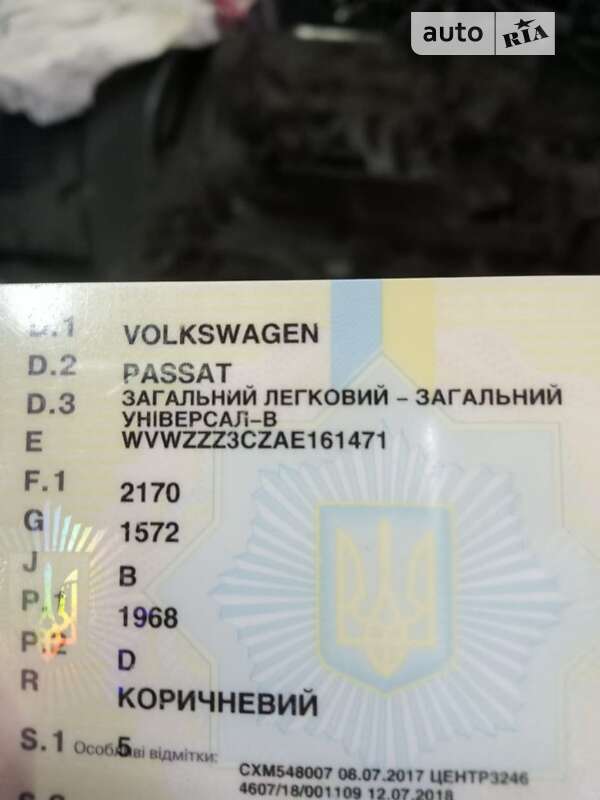 auto RIA
D.1 VOLKSWAGEN
D.2 PASSAT
D.3 ЗАГАЛЬНИЙ ЛЕГКОВИЙ – ЗАГАЛЬНИЙ
УНІВЕРСАЛ-В
E WVWZZZ3CZAE161471
F.1 2170
G 1572
J B
P.1 1968
P.2 D
R КОРИЧНЕВИЙ
S.1 5
Особливі відмітки:
CXM548007 08.07.2017 ЦЕНТР3246
4607/18/001109 12.07.2018